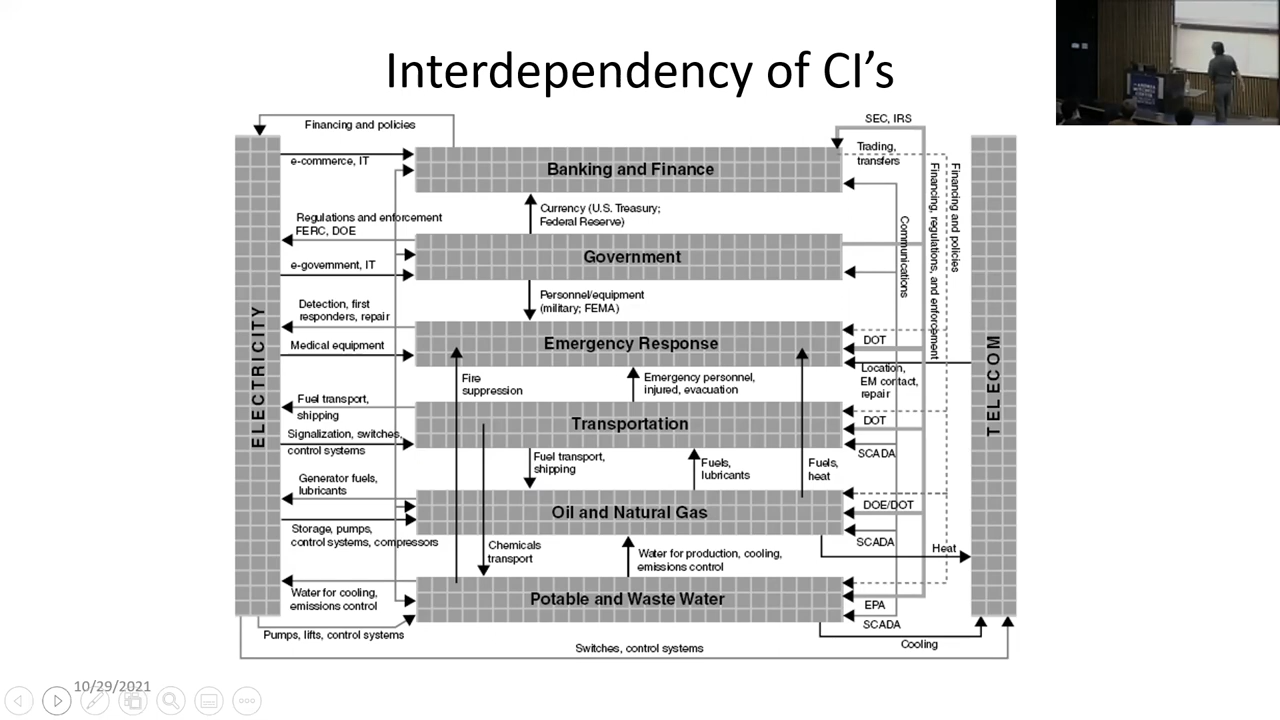 Interdependency of CI's
Financing and policies
SEC, IRS
e-commerce, IT
Banking and Finance
Trading,
transfers
Currency (U.S. Treasury;
Federal Reserve)
Regulations and enforcement
FERC, DOE
Government
e-government, IT
Communications
Financing, regulations, and enforcement
Financing and policies
Personnel/equipment
(military; FEMA)
Detection, first
responders, repair
Emergency Response
Medical equipment
DOT
Location,
EM contact,
repair
Fire
suppression
Emergency personnel,
injured, evacuation
ELECTRICITY
TELECOM
Fuel transport,
shipping
Transportation
DOT
Signalization, switches,
control systems
SCADA
Fuel transport,
shipping
Fuels,
lubricants
Fuels,
heat
Generator fuels,
lubricants
Oil and Natural Gas
DOE/DOT
Storage, pumps,
control systems, compressors
SCADA
Heat
Chemicals
transport
Water for production, cooling,
emissions control
Water for cooling,
emissions control
Potable and Waste Water
EPA
SCADA
Pumps, lifts, control systems
Cooling
Switches, control systems
10/29/2021